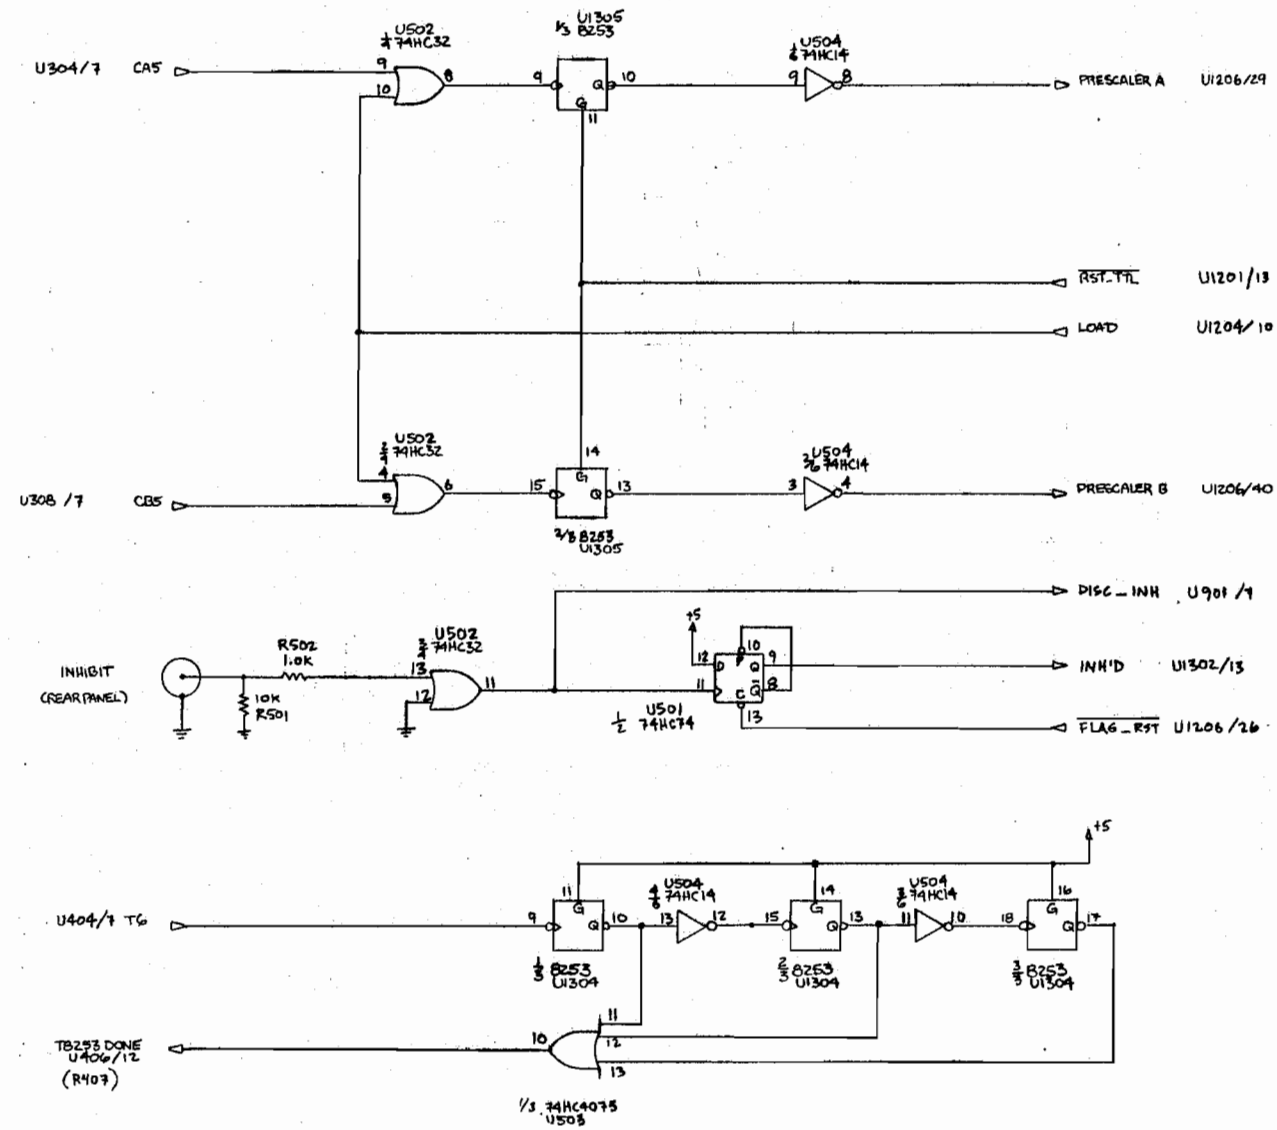 U1305
1/3 8253
U502
1/4 74HC32
U504
1/6 74HC14
U304/7 CA5
9
8
10
9
Q
10
G
11
9
8
PRESCALER A U1206/29
RST-TTL U1201/13
LOAD U1204/10
U502
2/4 74HC32
U504
2/6 74HC14
U308/7 CB5
4
5
6
15
14
G
Q
13
3
4
PRESCALER B U1206/40
2/3 8253
U1305
DISC_INH U901/7
INHIBIT
(REAR PANEL)
R502
1.0K
10K
R501
U502
3/4 74HC32
13
12
11
+5
12
D
10
P
Q
9
11
C
Q
8
13
U501
1/2 74HC74
INH'D U1302/13
FLAG_RST U1206/26
+5
U404/7 TG
9
11
G
Q
10
U504
4/6 74HC14
13
12
15
14
G
Q
13
U504
5/6 74HC14
11
10
18
16
G
Q
17
1/3 8253
U1304
2/3 8253
U1304
3/3 8253
U1304
T8253 DONE
U406/12
(R407)
10
11
12
13
1/3 74HC4075
U503